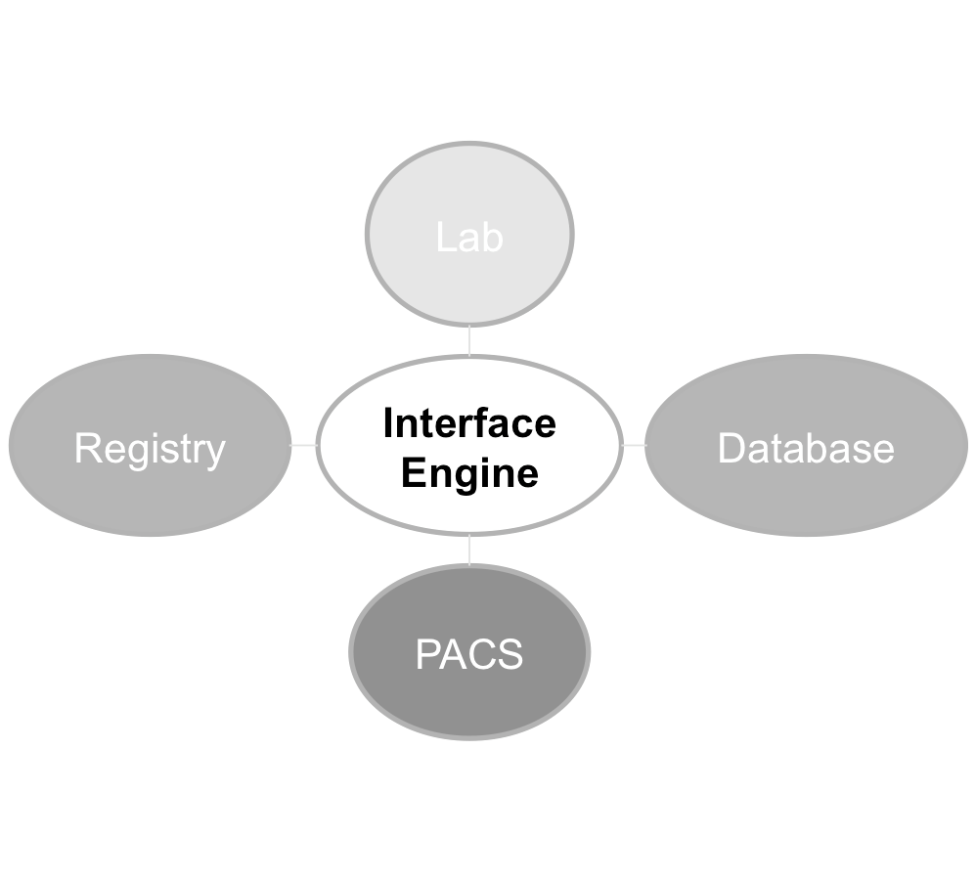 Lab
Registry
Interface
Engine
Database
PACS